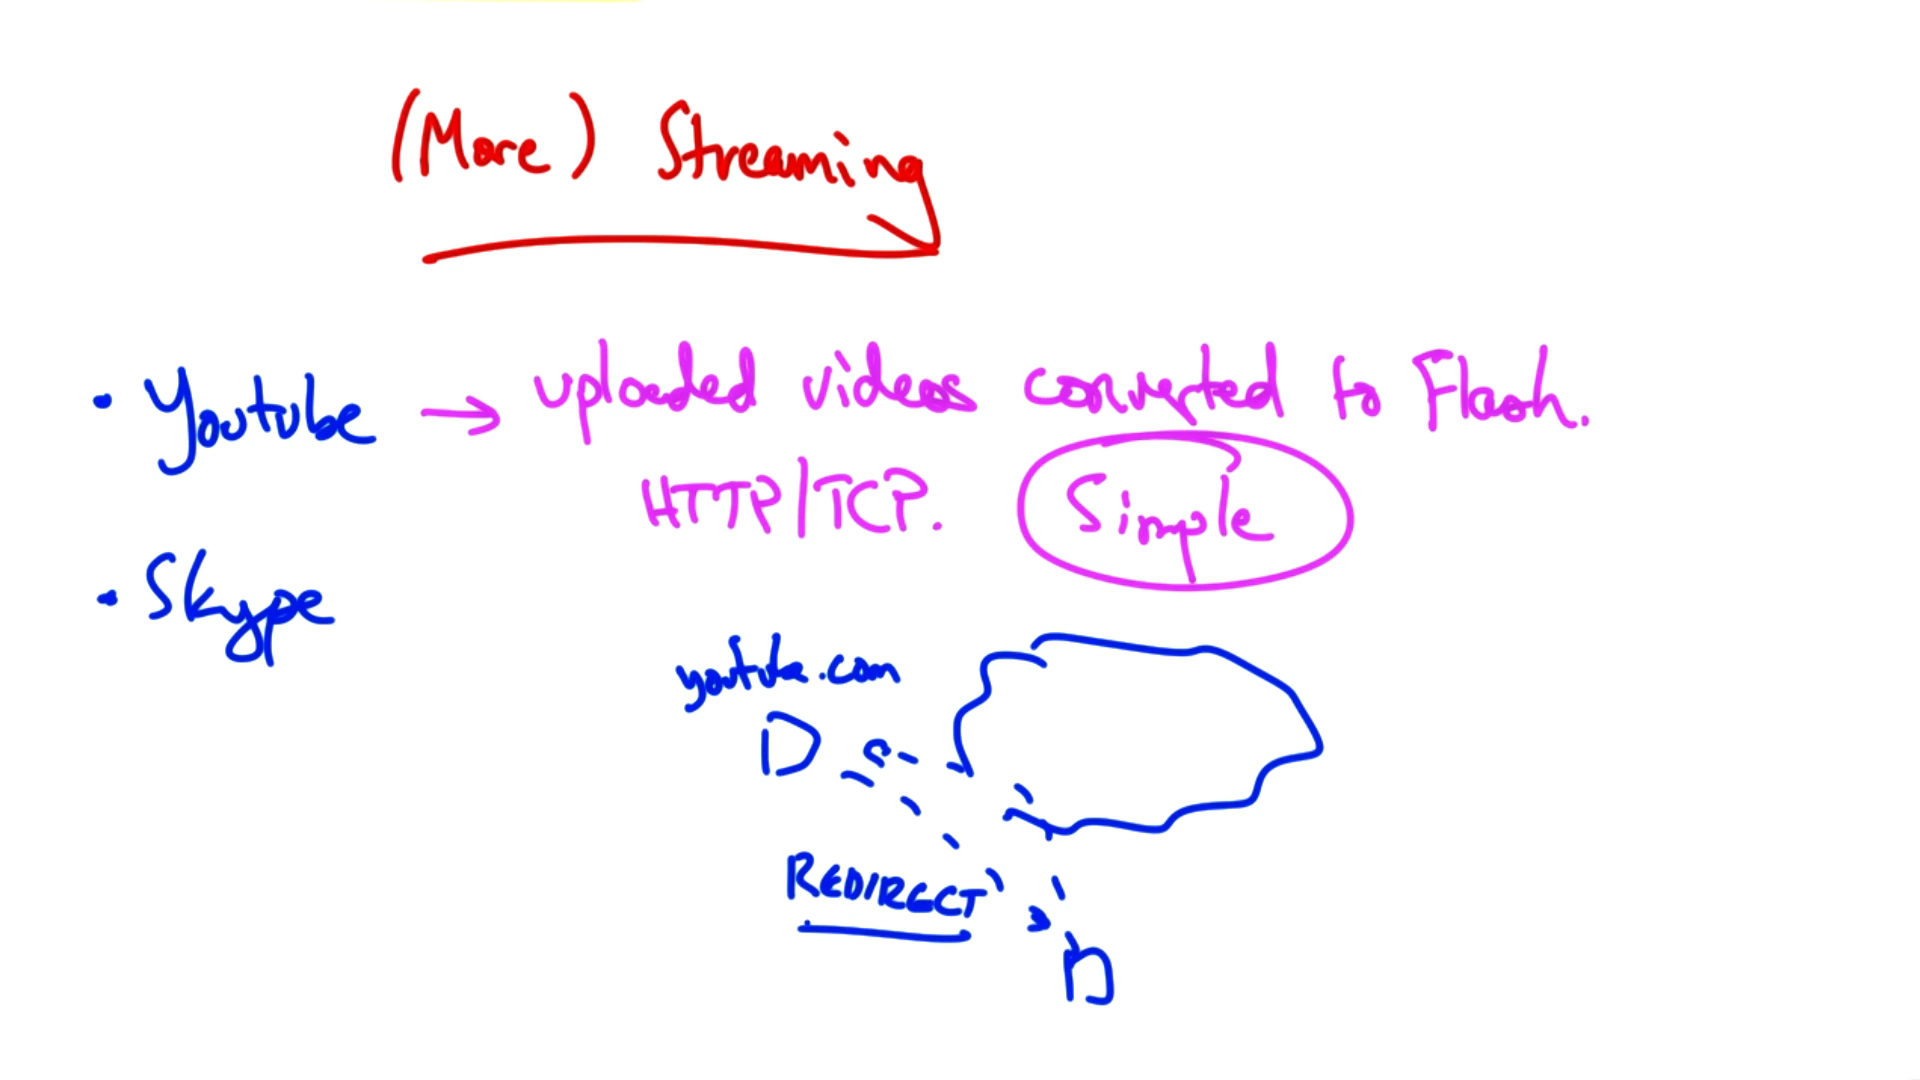 (More) Streaming
• Youtube → uploaded videos converted to Flash.
HTTP/TCP. Simple
• Skype
youtube.com
REDIRECT